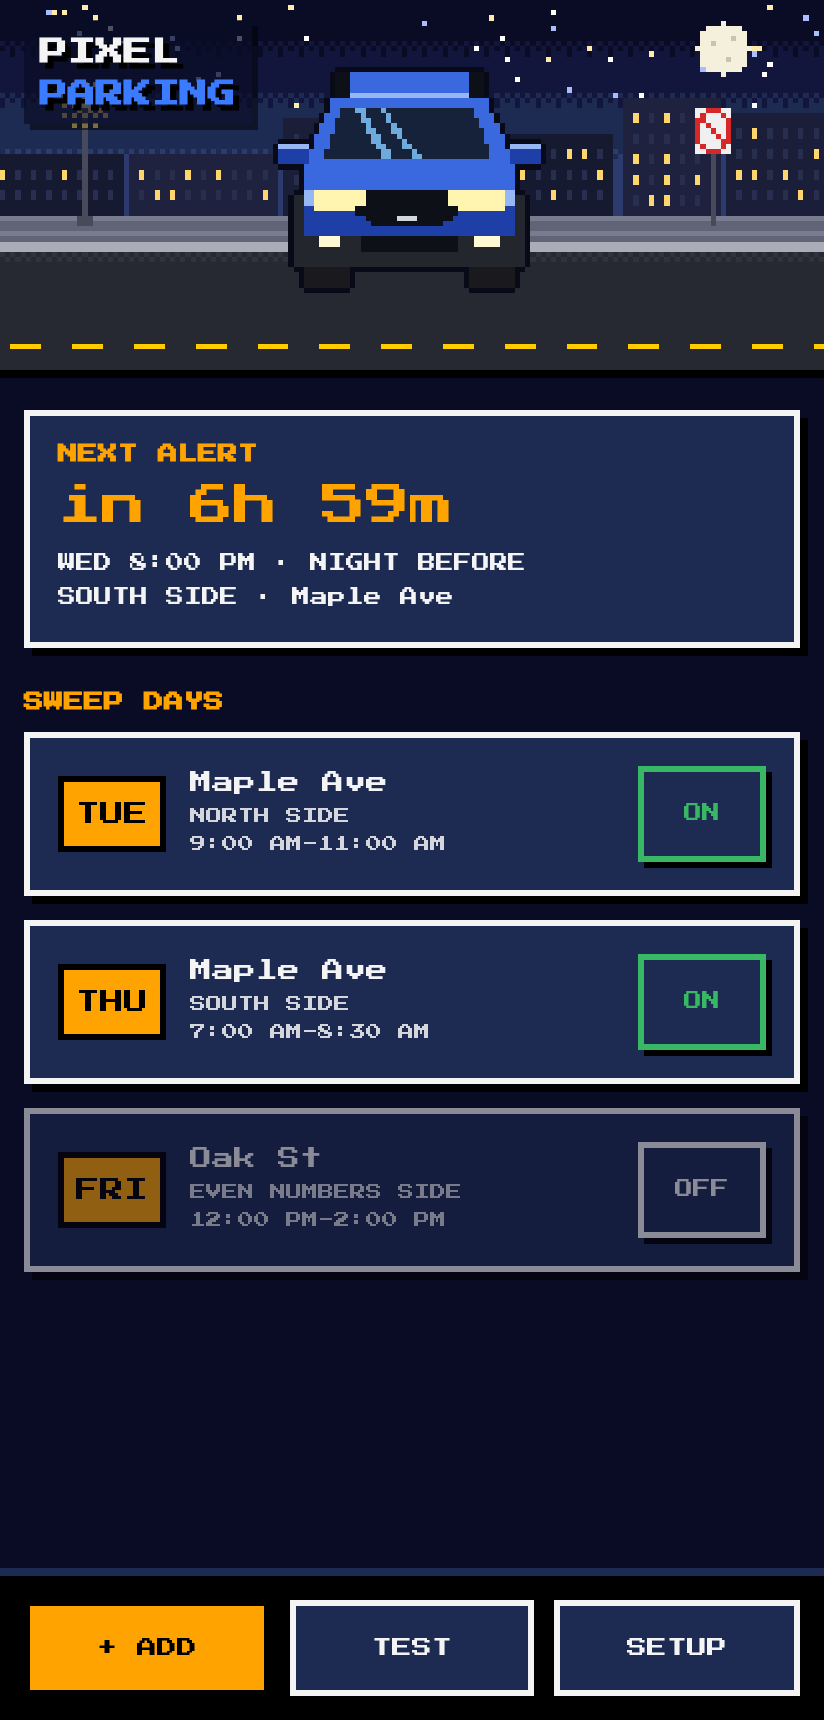 PIXEL
PARKING
NEXT ALERT
in 6h 59m
WED 8:00 PM · NIGHT BEFORE
SOUTH SIDE · Maple Ave
SWEEP DAYS
TUE
Maple Ave
NORTH SIDE
9:00 AM–11:00 AM
ON
THU
Maple Ave
SOUTH SIDE
7:00 AM–8:30 AM
ON
FRI
Oak St
EVEN NUMBERS SIDE
12:00 PM–2:00 PM
OFF
+ ADD
TEST
SETUP